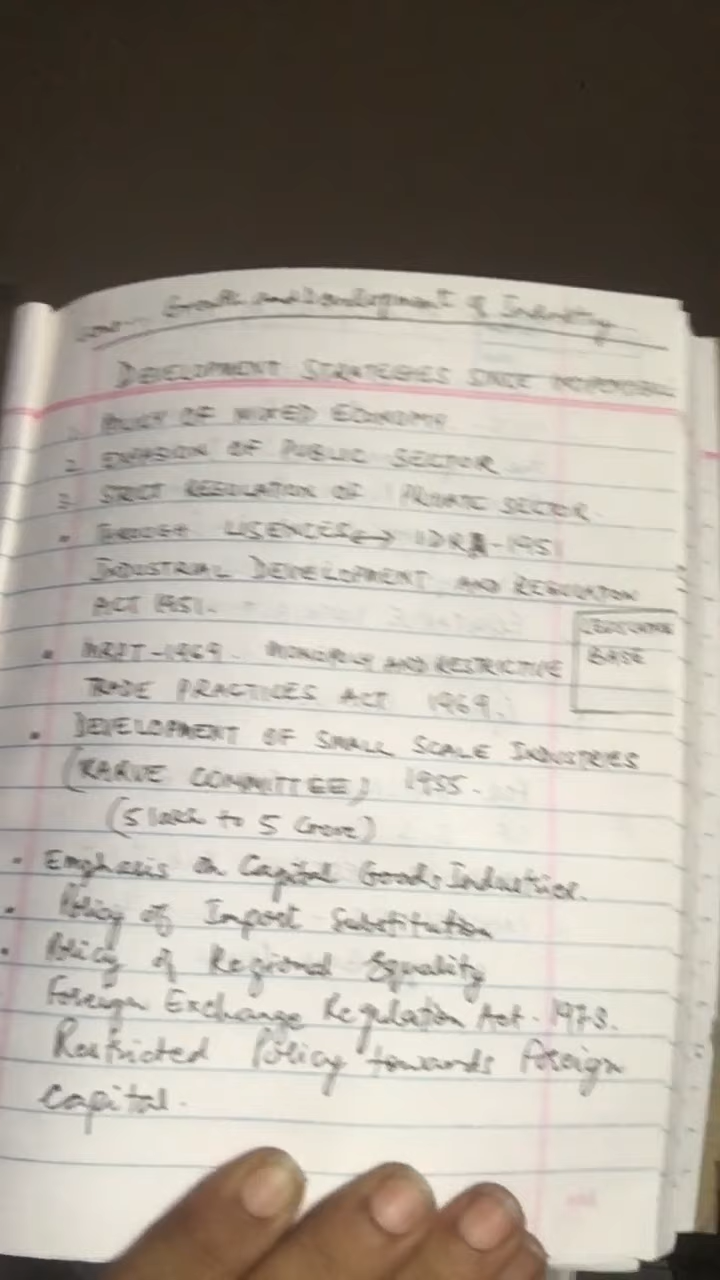 Growth and Development of Industry
DEVELOPMENT STRATEGIES SINCE INDEPENDENCE
1. POLICY OF MIXED ECONOMY
2. EXPANSION OF PUBLIC SECTOR
3. STRICT REGULATION OF PRIVATE SECTOR
• THROUGH LISENCES ↔ IDRA-1951
INDUSTRIAL DEVELOPMENT AND REGULATION
ACT 1951.
• MRTP-1969. MONOPOLY AND RESTRICTIVE
TRADE PRACTICES ACT 1969.
BASE
• DEVELOPMENT OF SMALL SCALE INDUSTRIES
(KARVE COMMITTEE) 1955.
(5 lakh to 5 Crore)
• Emphasis on Capital Goods Industries.
• Policy of Import Substitution
• Policy of Regional Equality
Foreign Exchange Regulation Act - 1973.
Restricted Policy towards foreign
capital.